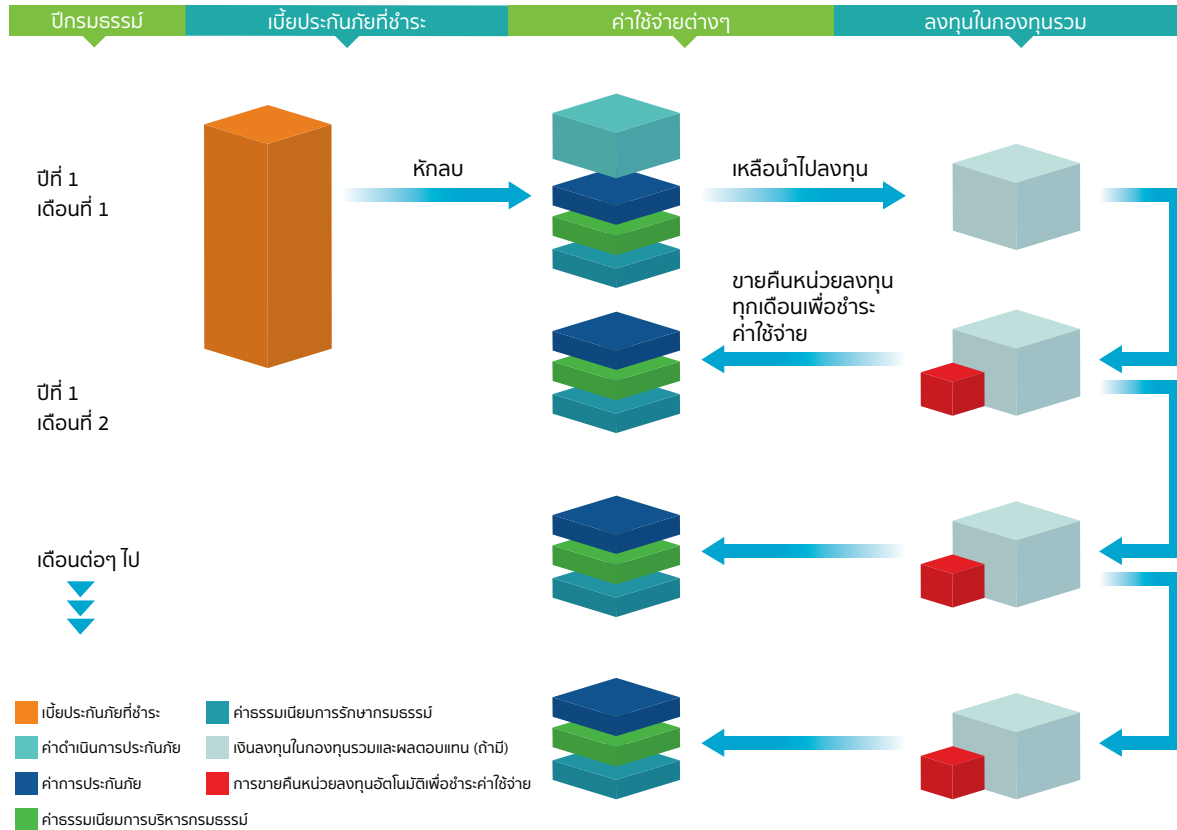 ปีกรมธรรม์
เบี้ยประกันภัยที่ชำระ
ค่าใช้จ่ายต่างๆ
ลงทุนในกองทุนรวม
ปีที่ 1
เดือนที่ 1
หักลบ
เหลือนำไปลงทุน
ขายคืนหน่วยลงทุน
ทุกเดือนเพื่อชำระ
ค่าใช้จ่าย
ปีที่ 1
เดือนที่ 2
เดือนต่อๆ ไป
เบี้ยประกันภัยที่ชำระ
ค่าดำเนินการประกันภัย
ค่าการประกันภัย
ค่าธรรมเนียมการบริหารกรมธรรม์
ค่าธรรมเนียมการรักษากรมธรรม์
เงินลงทุนในกองทุนรวมและผลตอบแทน (ถ้ามี)
การขายคืนหน่วยลงทุนอัตโนมัติเพื่อชำระค่าใช้จ่าย